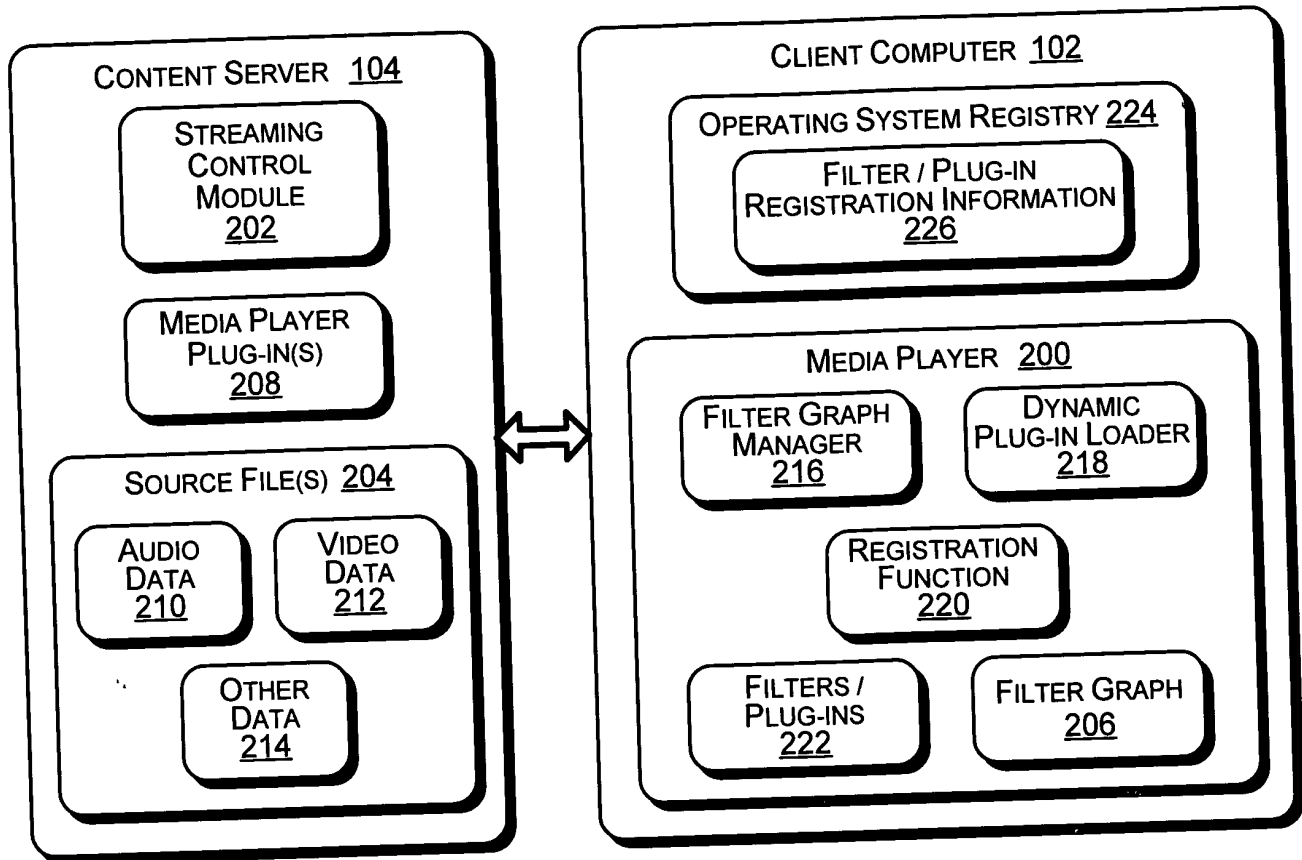 CONTENT SERVER 104
STREAMING
CONTROL
MODULE
202
MEDIA PLAYER
PLUG-IN(S)
208
SOURCE FILE(S) 204
AUDIO
DATA
210
VIDEO
DATA
212
OTHER
DATA
214
CLIENT COMPUTER 102
OPERATING SYSTEM REGISTRY 224
FILTER / PLUG-IN
REGISTRATION INFORMATION
226
MEDIA PLAYER 200
FILTER GRAPH
MANAGER
216
DYNAMIC
PLUG-IN LOADER
218
REGISTRATION
FUNCTION
220
FILTERS /
PLUG-INS
222
FILTER GRAPH
206